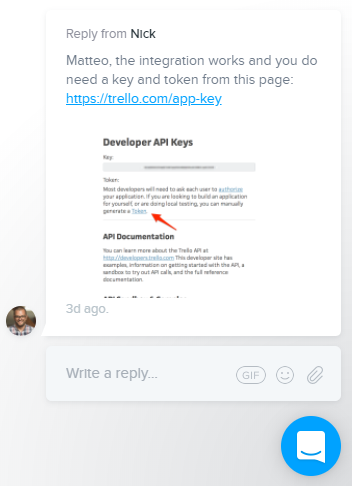 Reply from Nick
Matteo, the integration works and you do
need a key and token from this page:
https://trello.com/app-key
Developer API Keys
Key:
Token:
Most developers will need to ask each user to authorize
your application. If you are looking to build an application
for yourself, or are doing local testing, you can manually
generate a Token.
API Documentation
You can learn more about the Trello API at
http://developers.trello.com This developer site has
examples, information on getting started with the API, a
sandbox to try out API calls, and the full reference
documentation.
3d ago.
Write a reply...
GIF